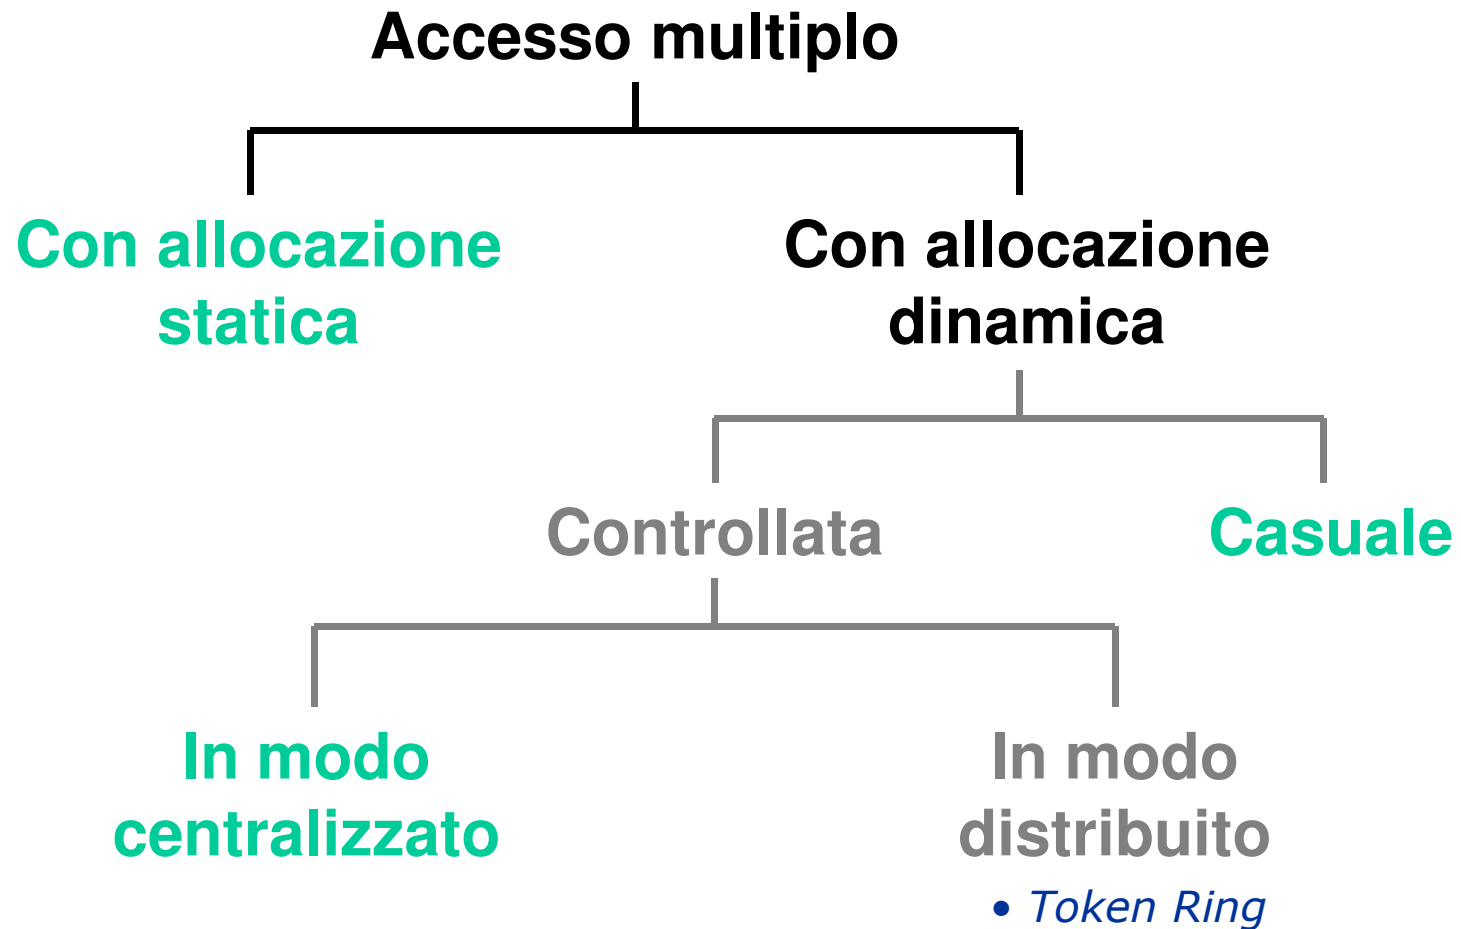 Accesso multiplo
Con allocazione
statica
Con allocazione
dinamica
Controllata
Casuale
In modo
centralizzato
In modo
distribuito
• Token Ring